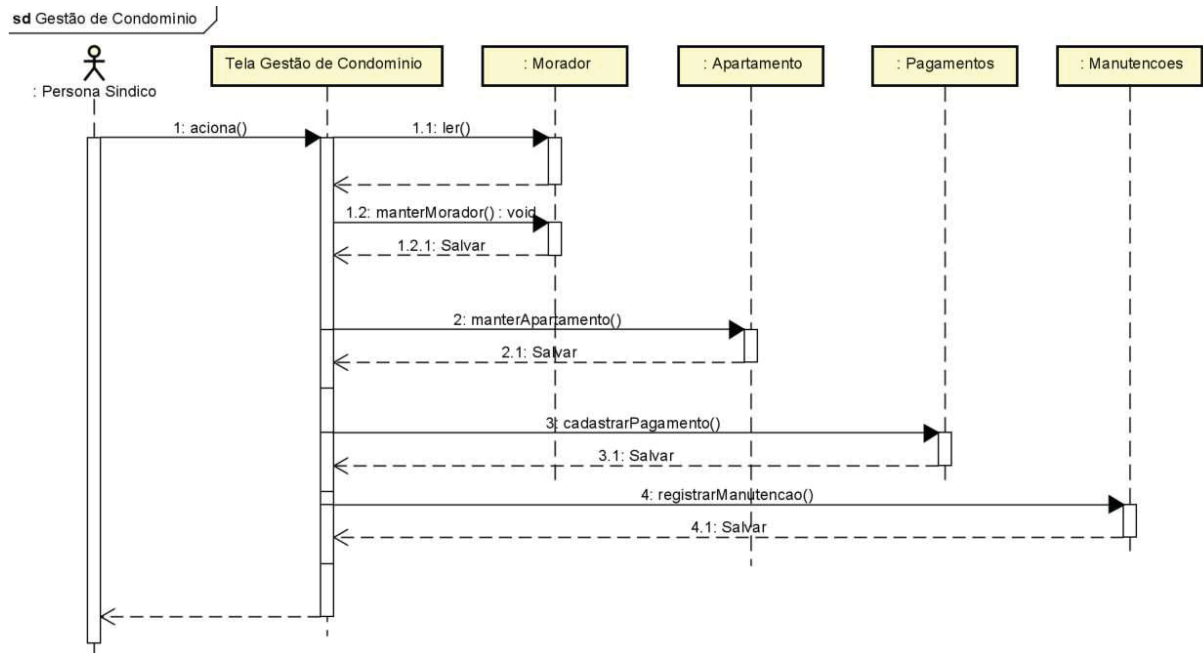 sd Gestão de Condomínio
: Persona Sindico
Tela Gestão de Condominio
: Morador
: Apartamento
: Pagamentos
: Manutencoes
1: aciona()
1.1: ler()
1.2: manterMorador() : void
1.2.1: Salvar
2: manterApartamento()
2.1: Salvar
3: cadastrarPagamento()
3.1: Salvar
4: registrarManutencao()
4.1: Salvar